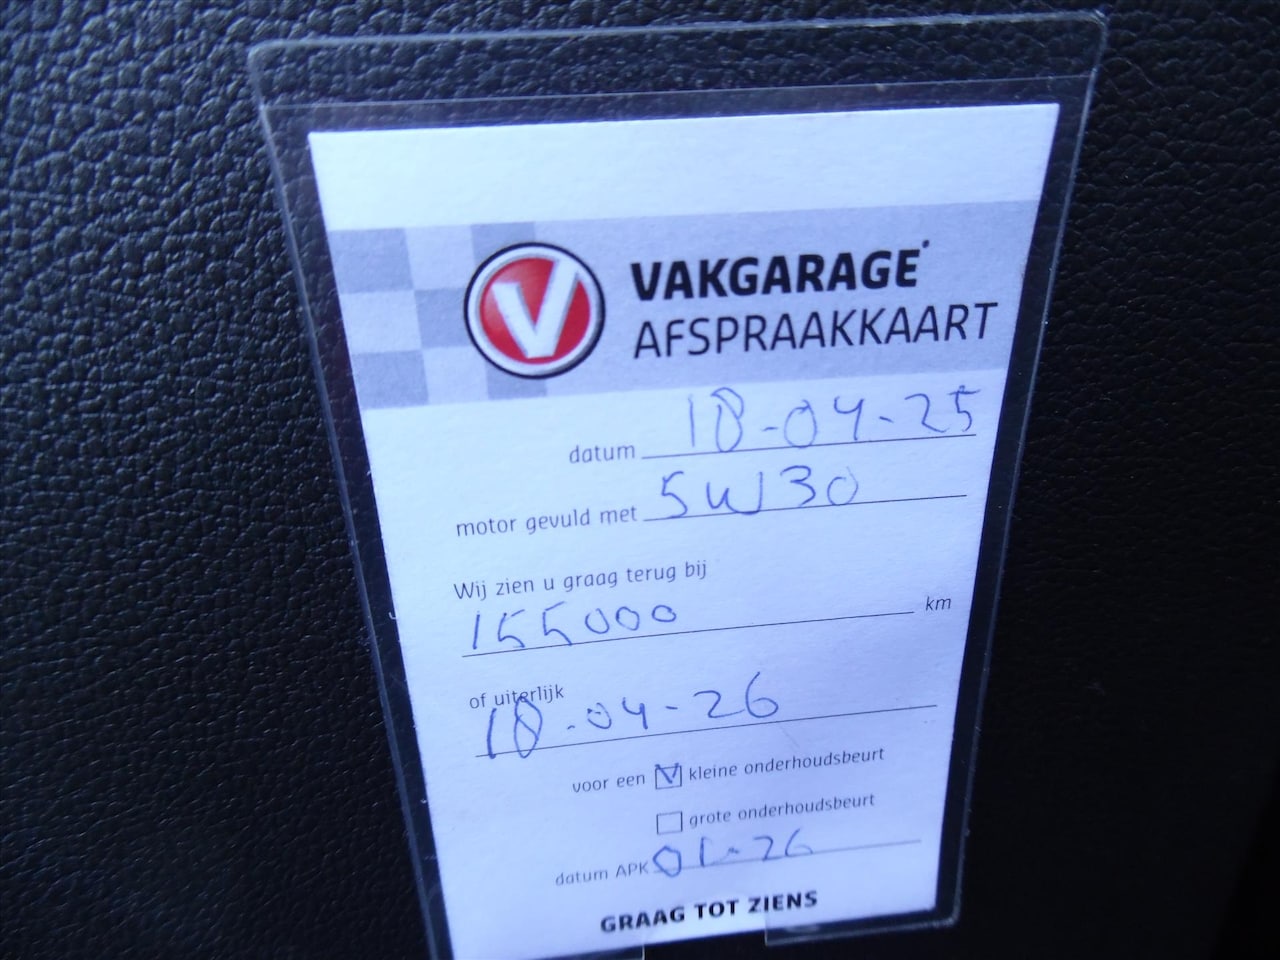 V
VAKGARAGE
AFSPRAAKKAART
datum 18-04-25
motor gevuld met 5W30
Wij zien u graag terug bij
155000 km
of uiterlijk
18-04-26
voor een V kleine onderhoudsbeurt
grote onderhoudsbeurt
datum APK 01-26
GRAAG TOT ZIENS